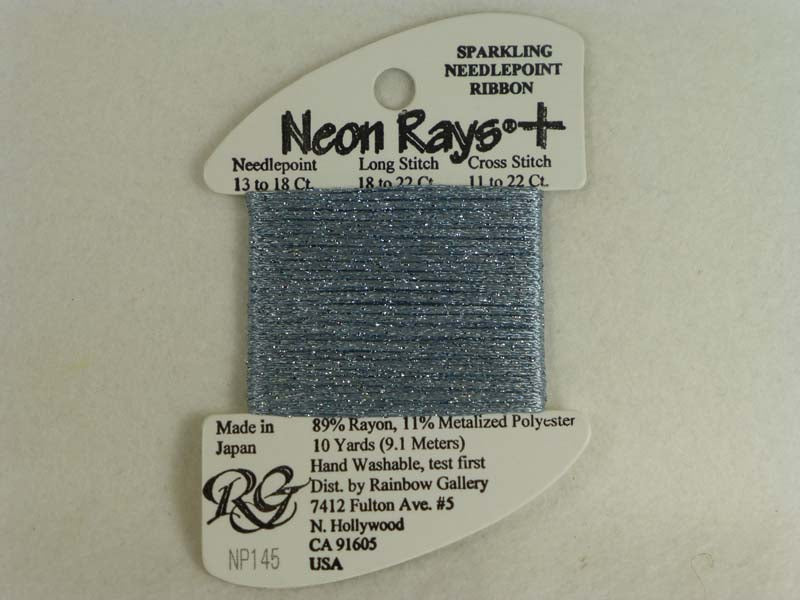 SPARKLING
NEEDLEPOINT
RIBBON
Neon Rays®+
Needlepoint Long Stitch Cross Stitch
13 to 18 Ct. 18 to 22 Ct. 11 to 22 Ct.
Made in
Japan
89% Rayon, 11% Metalized Polyester
10 Yards (9.1 Meters)
Hand Washable, test first
Dist. by Rainbow Gallery
7412 Fulton Ave. #5
N. Hollywood
CA 91605
USA
RG
NP145